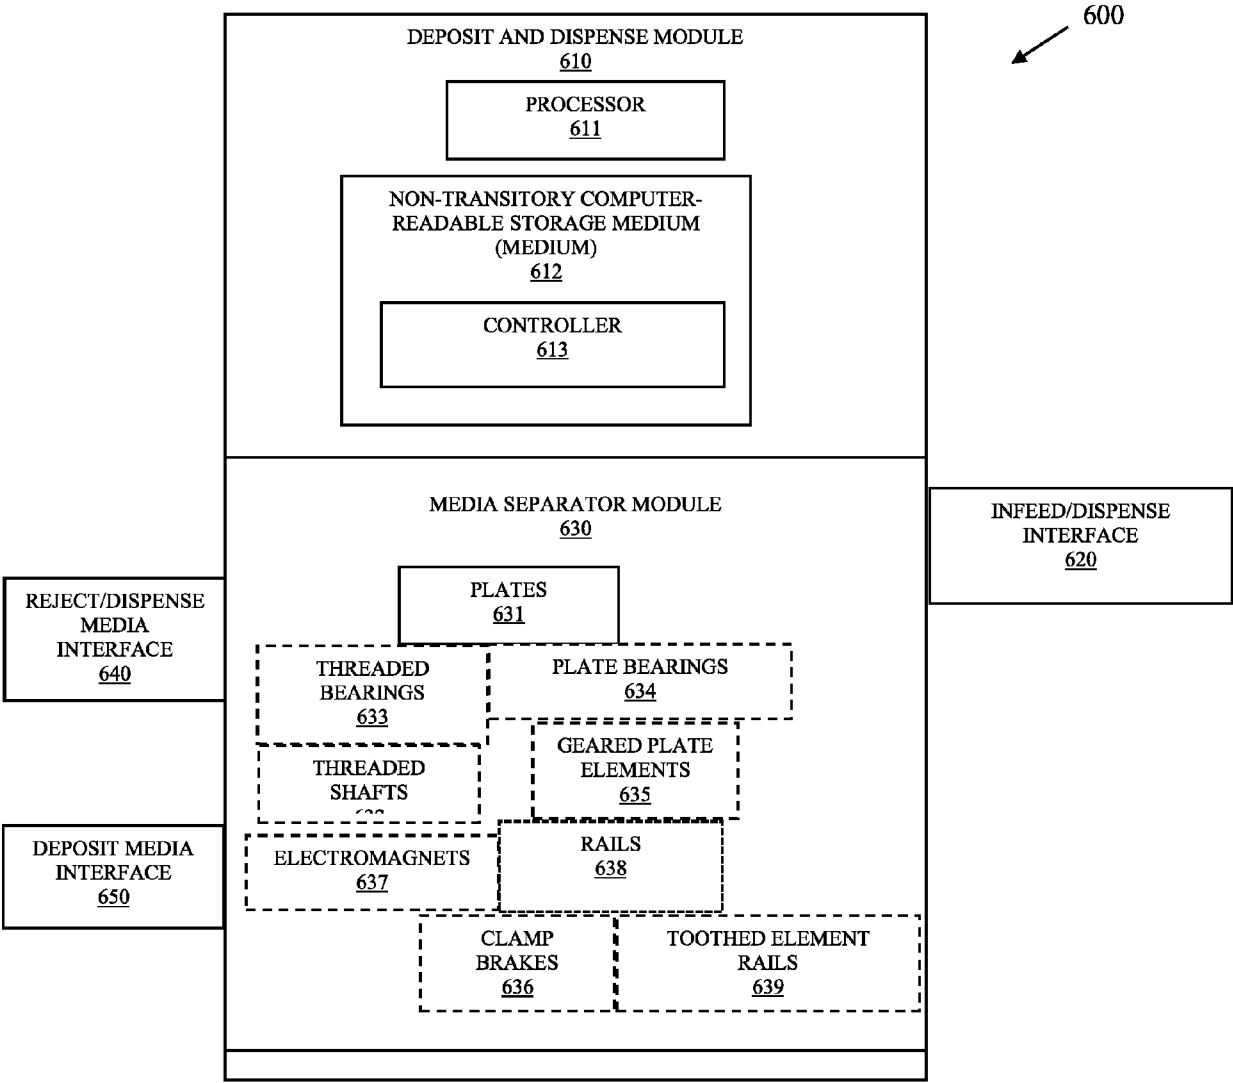 600
DEPOSIT AND DISPENSE MODULE
610
PROCESSOR
611
NON-TRANSITORY COMPUTER-
READABLE STORAGE MEDIUM
(MEDIUM)
612
CONTROLLER
613
MEDIA SEPARATOR MODULE
630
INFEED/DISPENSE
INTERFACE
620
PLATES
631
REJECT/DISPENSE
MEDIA
INTERFACE
640
THREADED
BEARINGS
633
PLATE BEARINGS
634
GEARED PLATE
ELEMENTS
635
THREADED
SHAFTS
DEPOSIT MEDIA
INTERFACE
650
ELECTROMAGNETS
637
RAILS
638
CLAMP
BRAKES
636
TOOTHED ELEMENT
RAILS
639